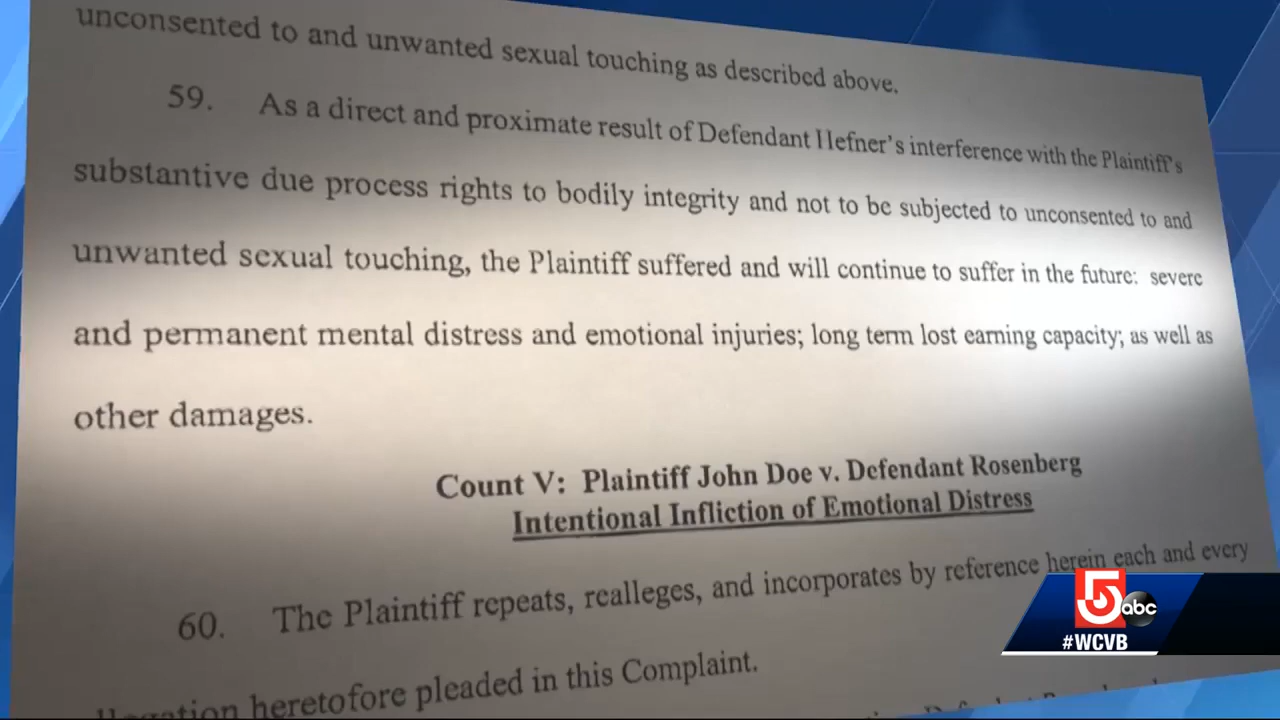 unconsented to and unwanted sexual touching as described above.
59. As a direct and proximate result of Defendant Hefner's interference with the Plaintiff's
substantive due process rights to bodily integrity and not to be subjected to unconsented to and
unwanted sexual touching, the Plaintiff suffered and will continue to suffer in the future: severe
and permanent mental distress and emotional injuries; long term lost earning capacity; as well as
other damages.
Count V: Plaintiff John Doe v. Defendant Rosenberg
Intentional Infliction of Emotional Distress
60. The Plaintiff repeats, realleges, and incorporates by reference herein each and every
heretofore pleaded in this Complaint.
5 abc
#WCVB